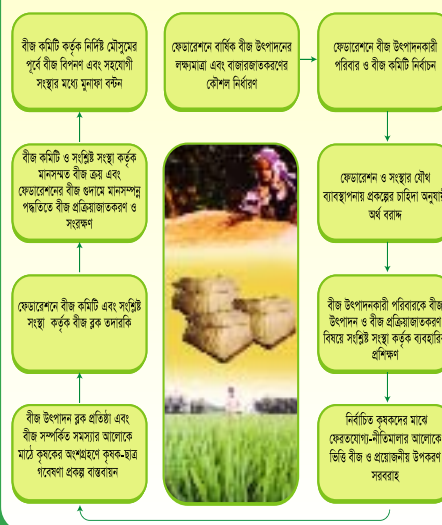 ফেডারেশনে বার্ষিক বীজ উৎপাদনের
লক্ষ্যমাত্রা এবং বাজারজাতকরণের
কৌশল নির্ধারণ
ফেডারেশনে বীজ উৎপাদনকারী
পরিবার ও বীজ কমিটি নির্বাচন
ফেডারেশন ও সংস্থার যৌথ
ব্যাবস্থাপনায় প্রকল্পের চাহিদা অনুযায়ী
অর্থ বরাদ্দ
বীজ উৎপাদনকারী পরিবারকে বীজ
উৎপাদন ও বীজ প্রক্রিয়াজাতকরণ
বিষয়ে সংশ্লিষ্ট সংস্থা কর্তৃক ব্যবহারিক
প্রশিক্ষণ
নির্বাচিত কৃষকদের মাঝে
ফেরতযোগ্য-নীতিমালার আলোকে
ভিত্তি বীজ ও প্রয়োজনীয় উপকরণ
সরবরাহ
বীজ উৎপাদন ব্লক প্রতিষ্ঠা এবং
বীজ সম্পর্কিত সমস্যার আলোকে
মাঠে কৃষকের অংশগ্রহণে কৃষক-ছাত্র
গবেষণা প্রকল্প বাস্তবায়ন
ফেডারেশনে বীজ কমিটি এবং সংশ্লিষ্ট
সংস্থা কর্তৃক বীজ ব্লক তদারকি
বীজ কমিটি ও সংশ্লিষ্ট সংস্থা কর্তৃক
মানসম্মত বীজ ক্রয় এবং
ফেডারেশনের বীজ গুদামে মানসম্পন্ন
পদ্ধতিতে বীজ প্রক্রিয়াজাতকরণ ও
সংরক্ষণ
বীজ কমিটি কর্তৃক নির্দিষ্ট মৌসুমের
পূর্বে বীজ বিপণণ এবং সহযোগী
সংস্থার মধ্যে মুনাফা বন্টন